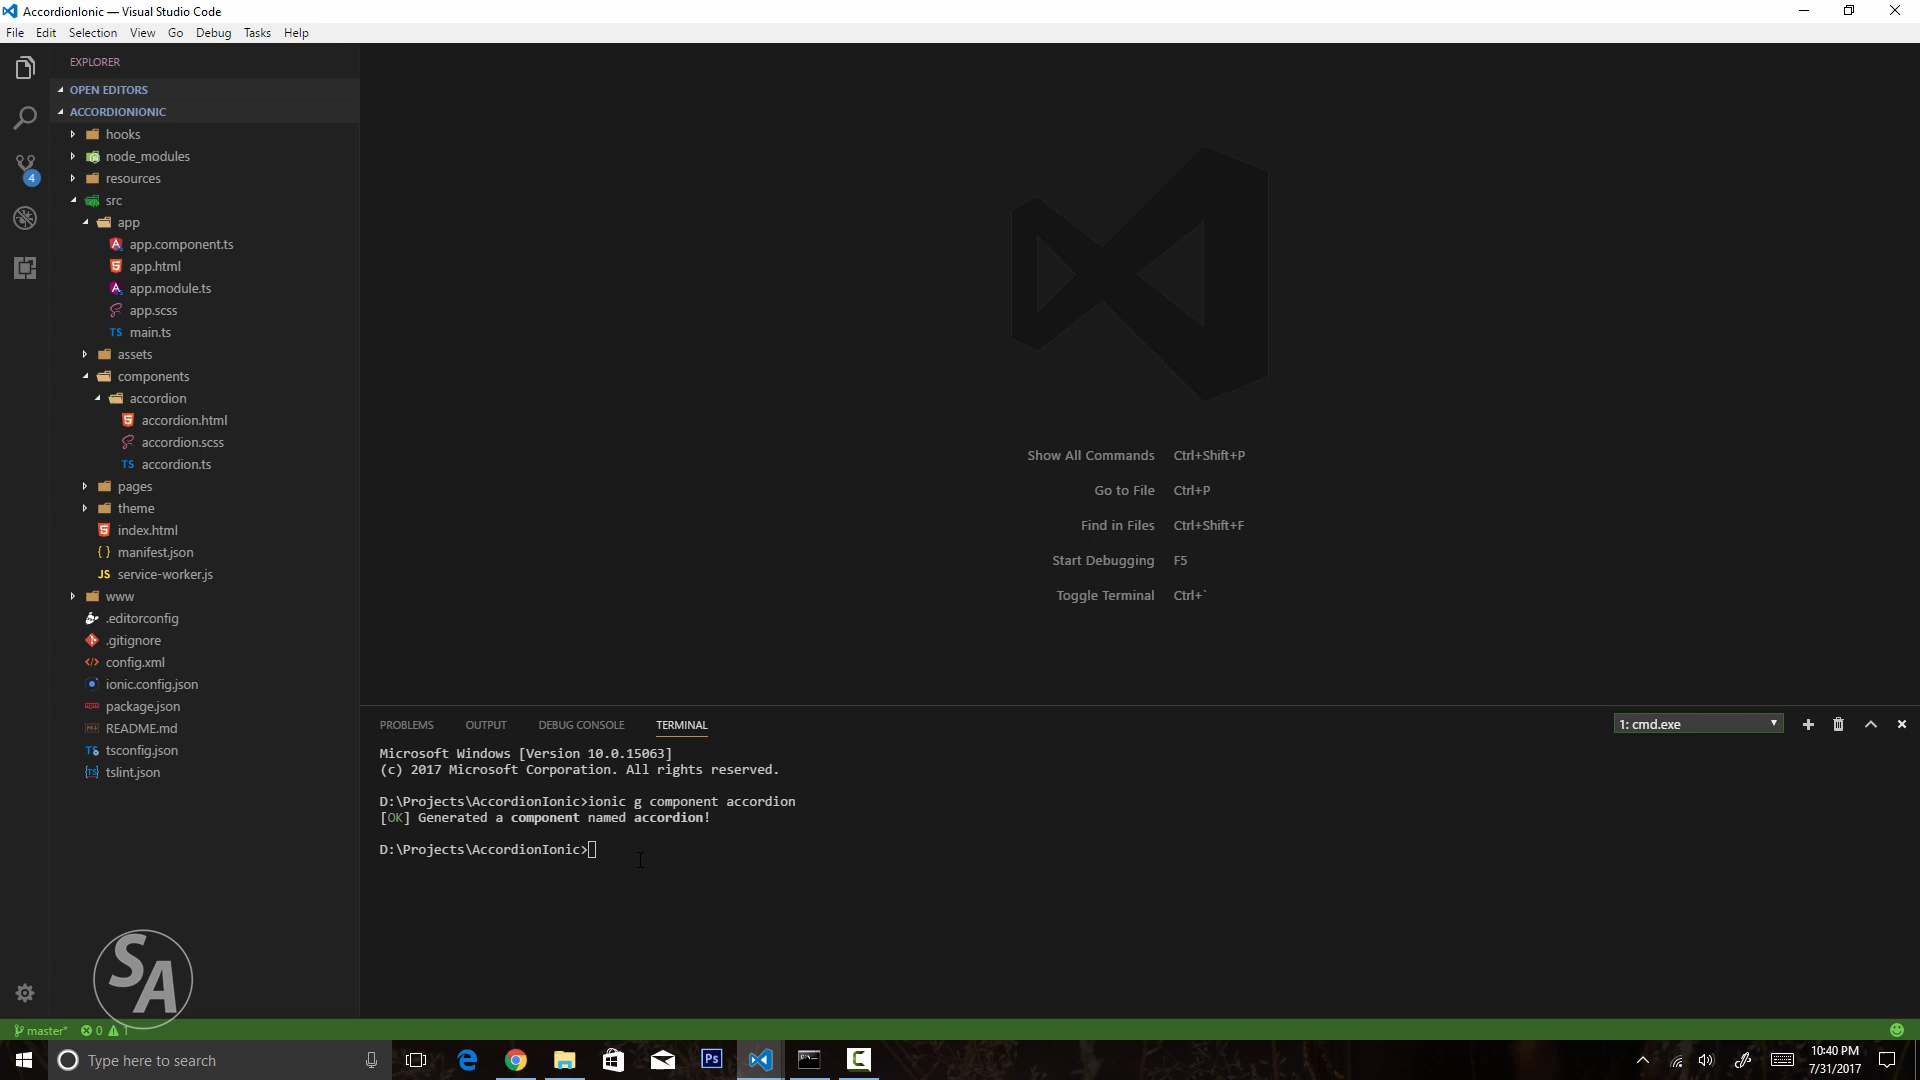 AccordionIonic — Visual Studio Code
File Edit Selection View Go Debug Tasks Help
EXPLORER
OPEN EDITORS
ACCORDIONIONIC
hooks
node_modules
resources
src
app
app.component.ts
app.html
app.module.ts
app.scss
TS main.ts
assets
components
accordion
accordion.html
accordion.scss
TS accordion.ts
pages
theme
index.html
{ } manifest.json
JS service-worker.js
www
.editorconfig
.gitignore
config.xml
ionic.config.json
package.json
README.md
tsconfig.json
tslint.json
4
Show All Commands Ctrl+Shift+P
Go to File Ctrl+P
Find in Files Ctrl+Shift+F
Start Debugging F5
Toggle Terminal Ctrl+`
PROBLEMS OUTPUT DEBUG CONSOLE TERMINAL
1: cmd.exe
Microsoft Windows [Version 10.0.15063]
(c) 2017 Microsoft Corporation. All rights reserved.
D:\Projects\AccordionIonic>ionic g component accordion
[OK] Generated a component named accordion!
D:\Projects\AccordionIonic>
SA
master* 0 1
Type here to search
Ps
10:40 PM
7/31/2017